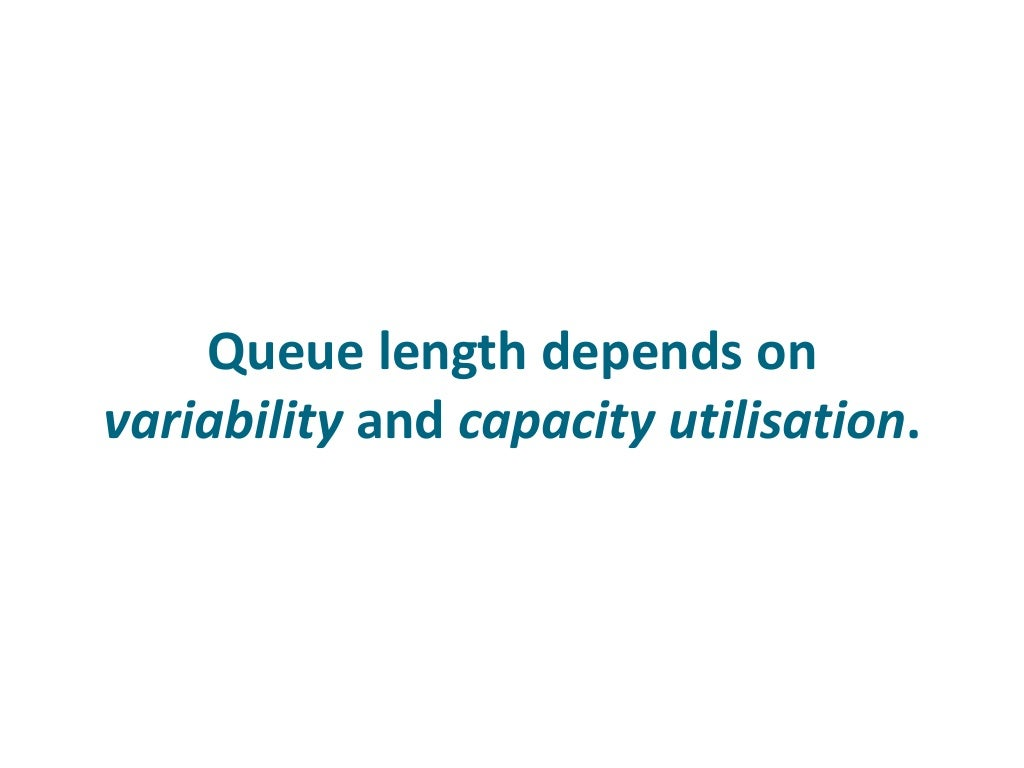 Queue length depends on
variability and capacity utilisation.